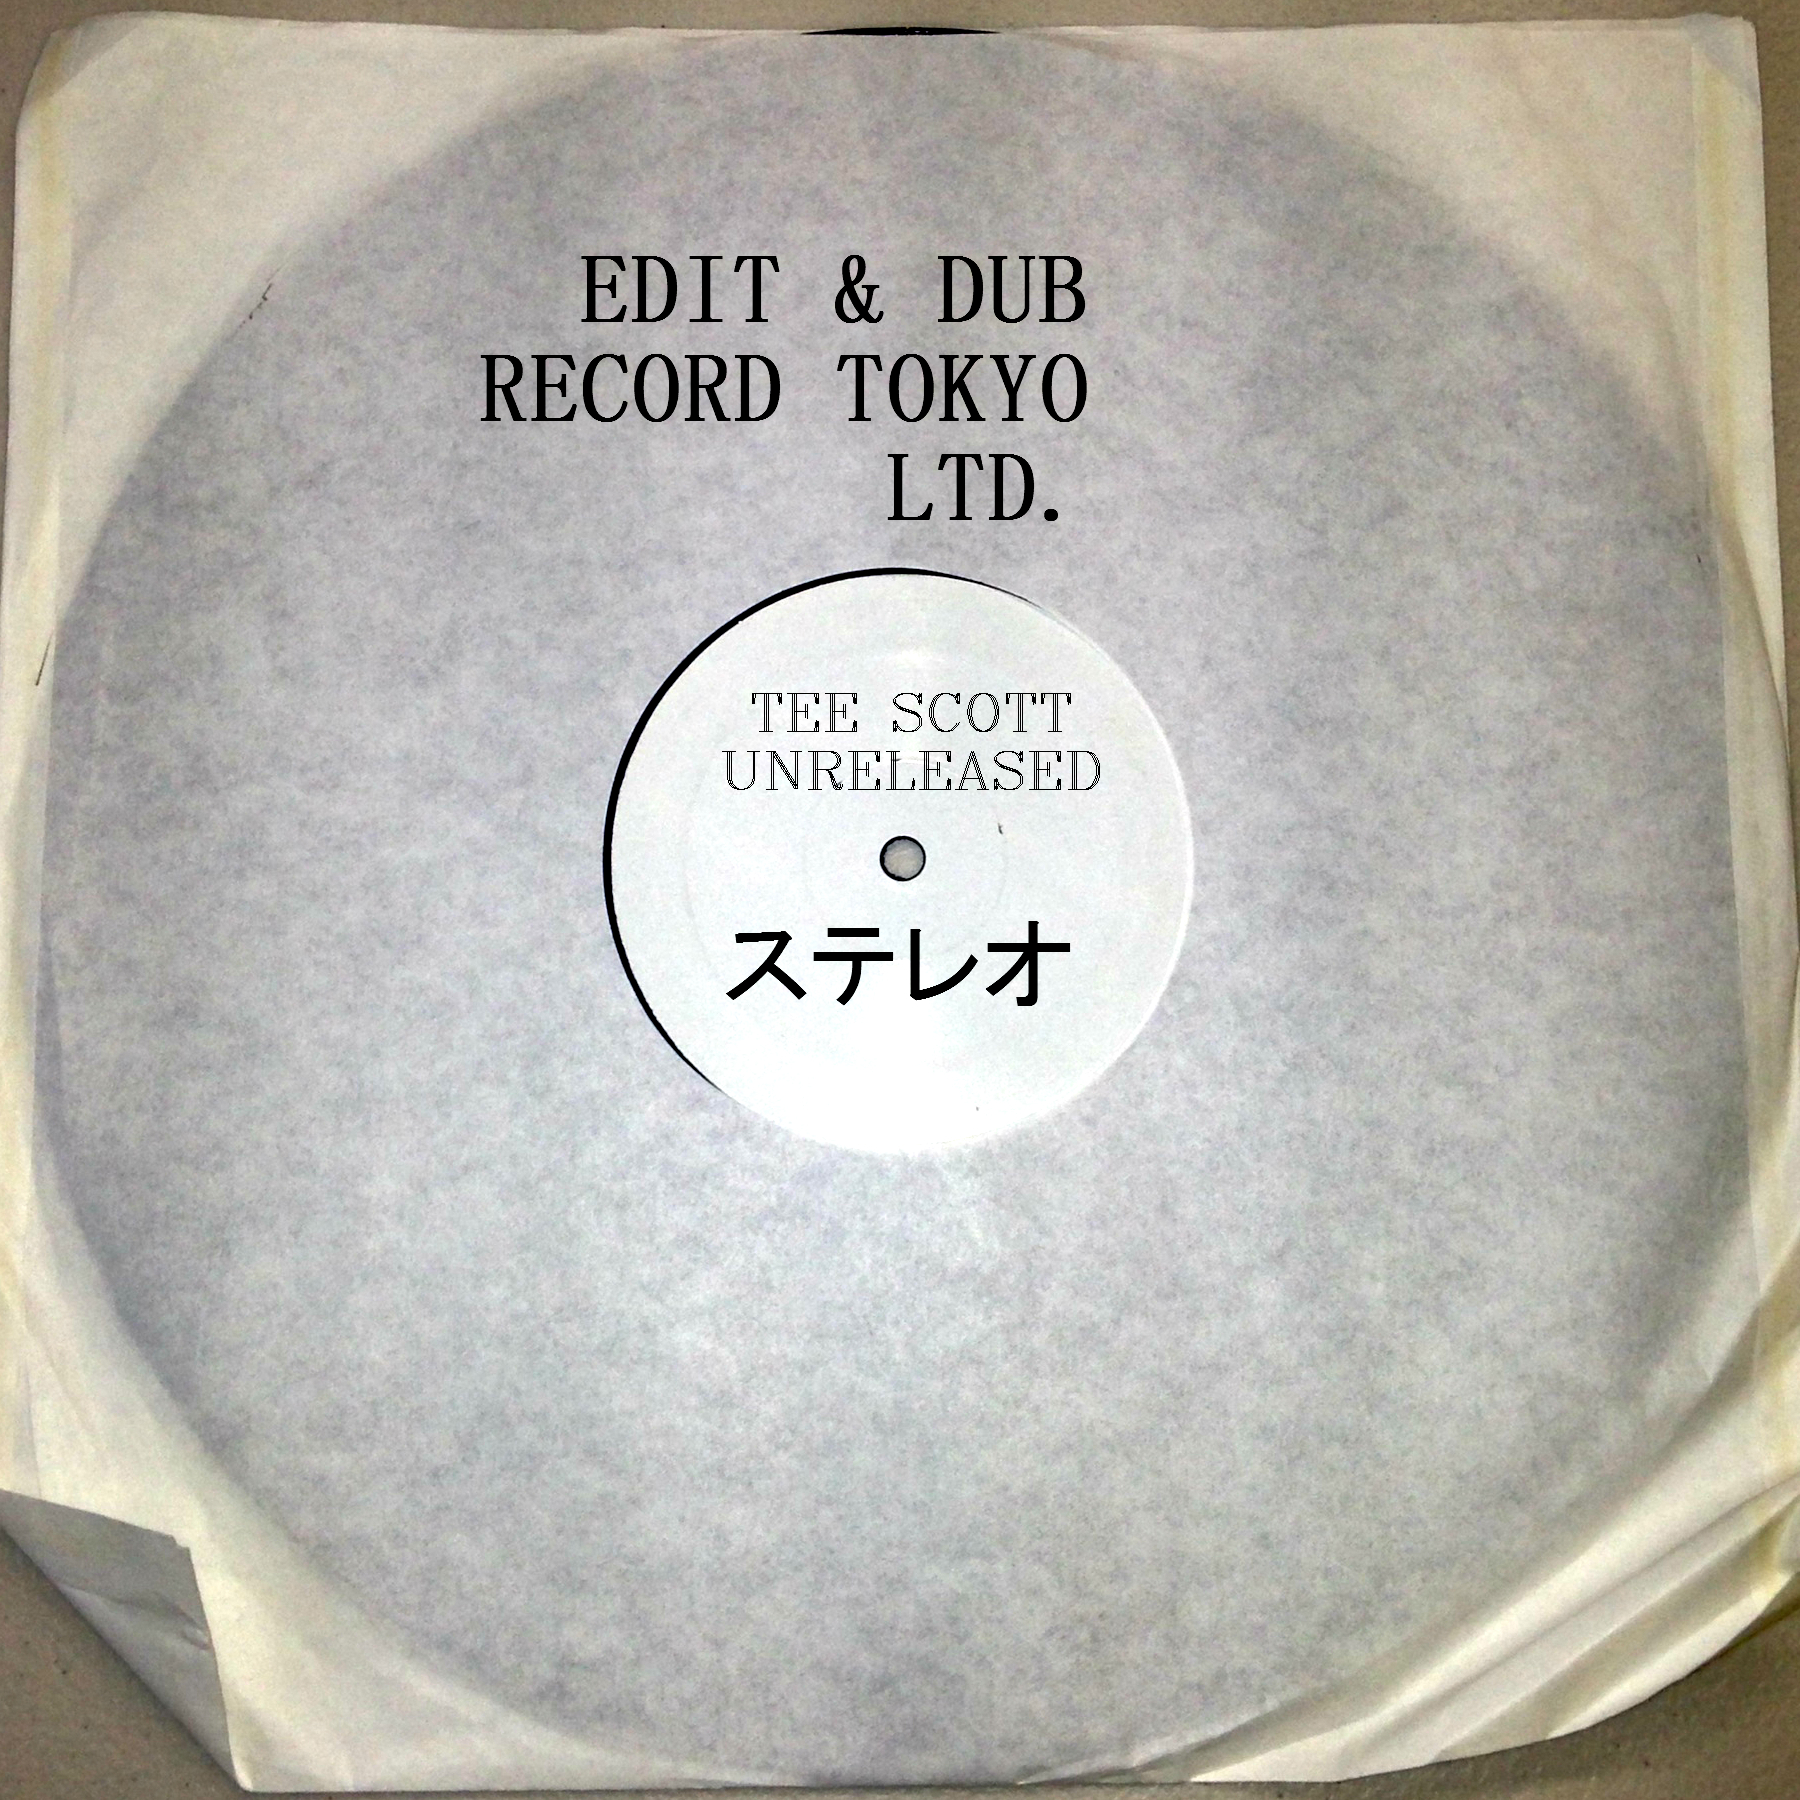 EDIT & DUB
RECORD TOKYO
LTD.
TEE SCOTT
UNRELEASED
ステレオ